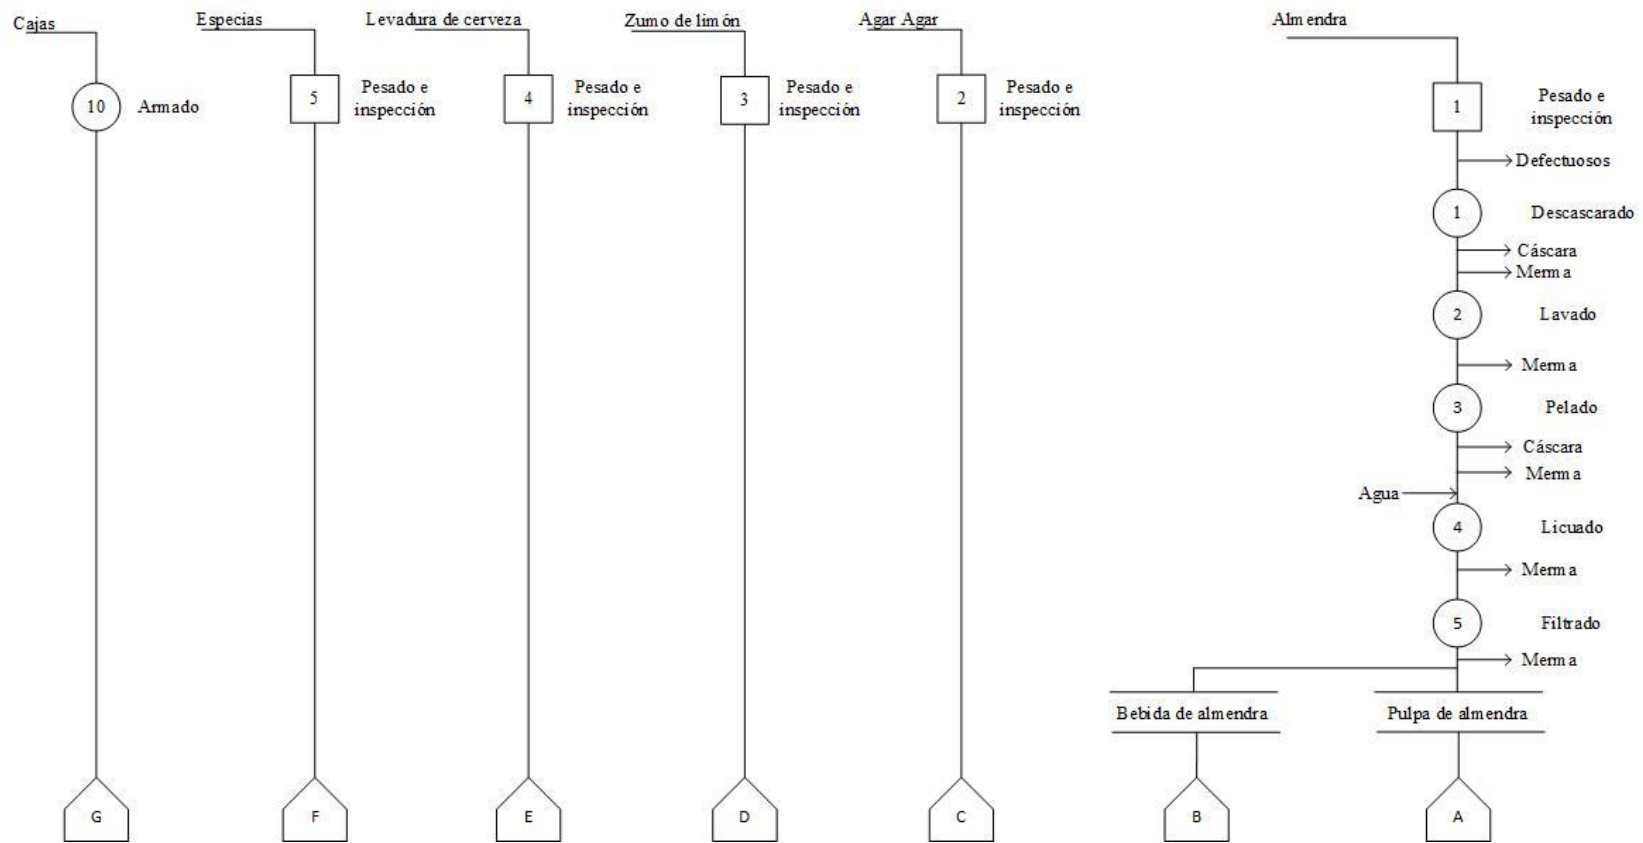 Cajas
Especias
Levadura de cerveza
Zumo de limón
Agar Agar
Almendra
10
Armado
5
Pesado e
inspección
4
Pesado e
inspección
3
Pesado e
inspección
2
Pesado e
inspección
1
Pesado e
inspección
Defectuosos
1
Descascarado
Cáscara
Merma
2
Lavado
Merma
3
Pelado
Cáscara
Merma
Agua
4
Licuado
Merma
5
Filtrado
Merma
Bebida de almendra
Pulpa de almendra
G
F
E
D
C
B
A